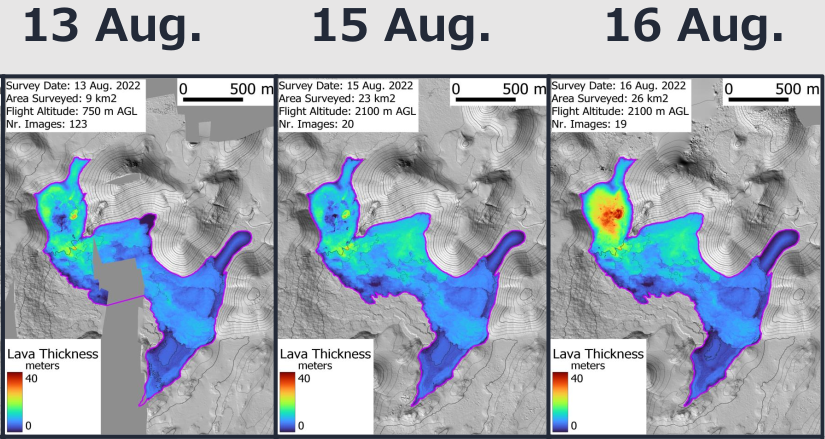 13 Aug.
15 Aug.
16 Aug.
Survey Date: 13 Aug. 2022
Area Surveyed: 9 km2
Flight Altitude: 750 m AGL
Nr. Images: 123
0 500 m
Lava Thickness
meters
40
0
Survey Date: 15 Aug. 2022
Area Surveyed: 23 km2
Flight Altitude: 2100 m AGL
Nr. Images: 20
0 500 m
Lava Thickness
meters
40
0
Survey Date: 16 Aug. 2022
Area Surveyed: 26 km2
Flight Altitude: 2100 m AGL
Nr. Images: 19
0 500 m
Lava Thickness
meters
40
0